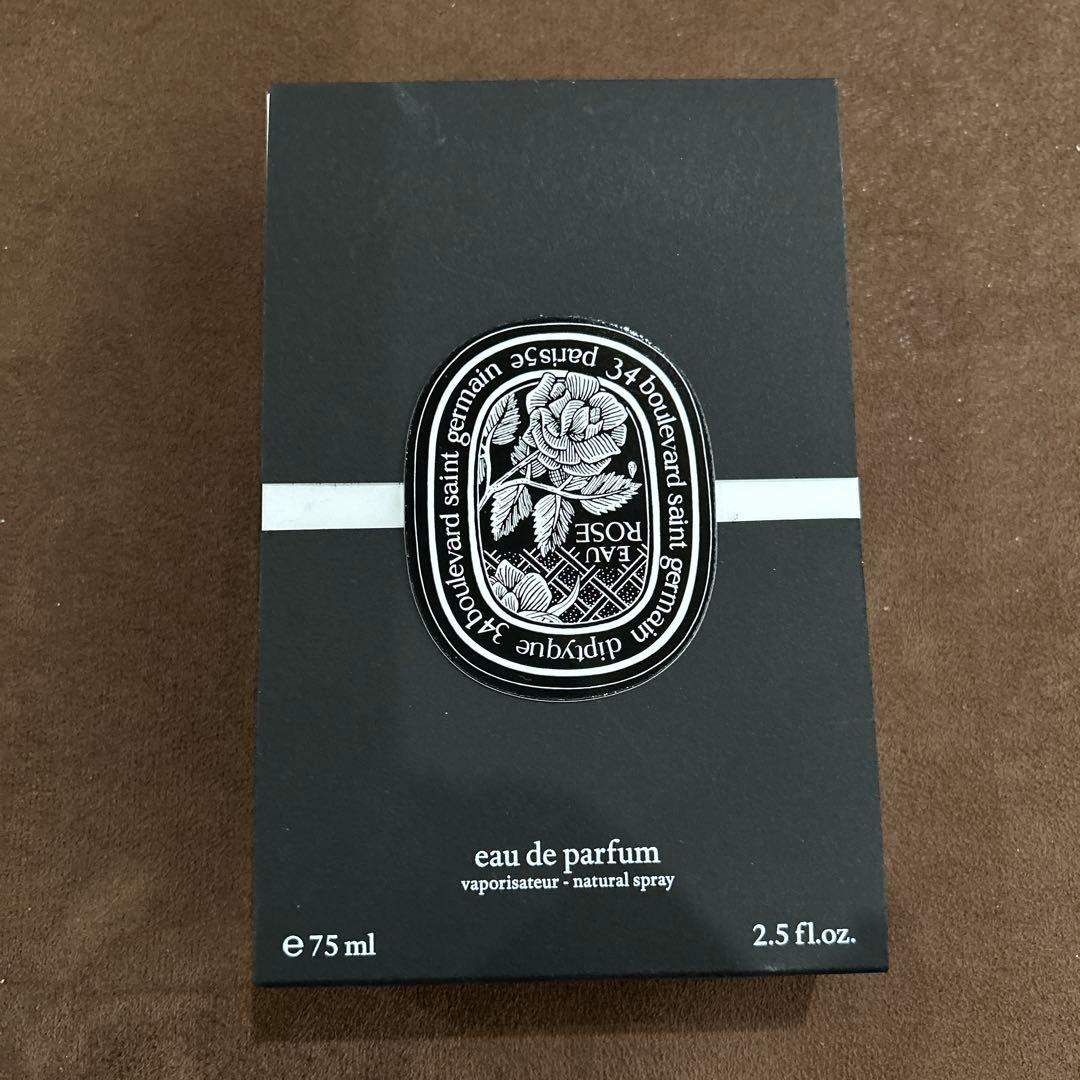 34 boulevard saint germain diptyque 34 boulevard saint germain paris5e
EAU
ROSE
eau de parfum
vaporisateur - natural spray
℮ 75 ml
2.5 fl.oz.